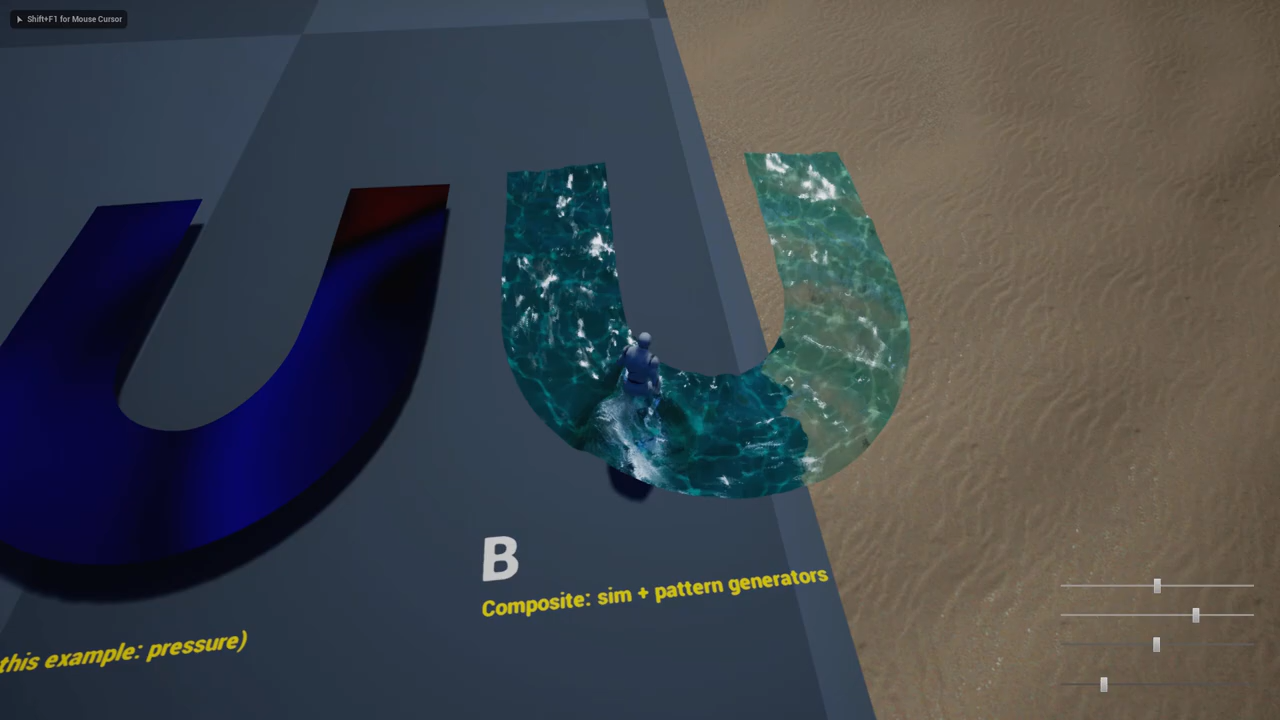 Shift+F1 for Mouse Cursor
B
Composite: sim + pattern generators
this example: pressure)